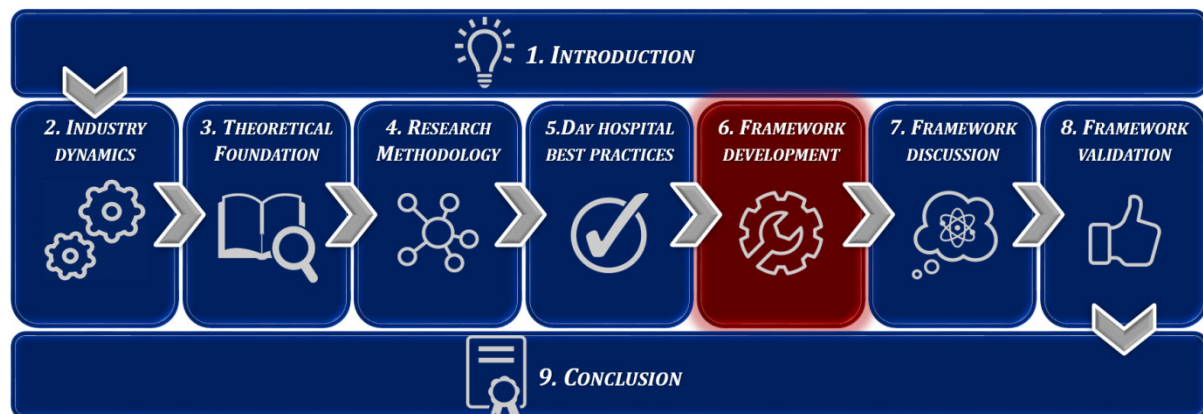 1. INTRODUCTION
2. INDUSTRY
DYNAMICS
3. THEORETICAL
FOUNDATION
4. RESEARCH
METHODOLOGY
5.DAY HOSPITAL
BEST PRACTICES
6. FRAMEWORK
DEVELOPMENT
7. FRAMEWORK
DISCUSSION
8. FRAMEWORK
VALIDATION
9. CONCLUSION